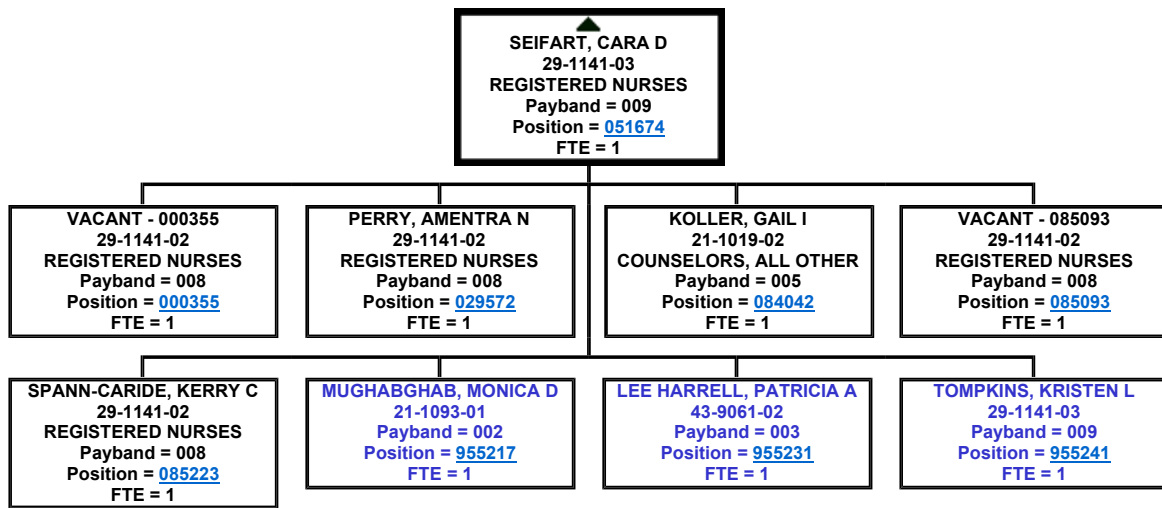 SEIFART, CARA D
29-1141-03
REGISTERED NURSES
Payband = 009
Position = 051674
FTE = 1
VACANT - 000355
29-1141-02
REGISTERED NURSES
Payband = 008
Position = 000355
FTE = 1
PERRY, AMENTRA N
29-1141-02
REGISTERED NURSES
Payband = 008
Position = 029572
FTE = 1
KOLLER, GAIL I
21-1019-02
COUNSELORS, ALL OTHER
Payband = 005
Position = 084042
FTE = 1
VACANT - 085093
29-1141-02
REGISTERED NURSES
Payband = 008
Position = 085093
FTE = 1
SPANN-CARIDE, KERRY C
29-1141-02
REGISTERED NURSES
Payband = 008
Position = 085223
FTE = 1
MUGHABGHAB, MONICA D
21-1093-01
Payband = 002
Position = 955217
FTE = 1
LEE HARRELL, PATRICIA A
43-9061-02
Payband = 003
Position = 955231
FTE = 1
TOMPKINS, KRISTEN L
29-1141-03
Payband = 009
Position = 955241
FTE = 1